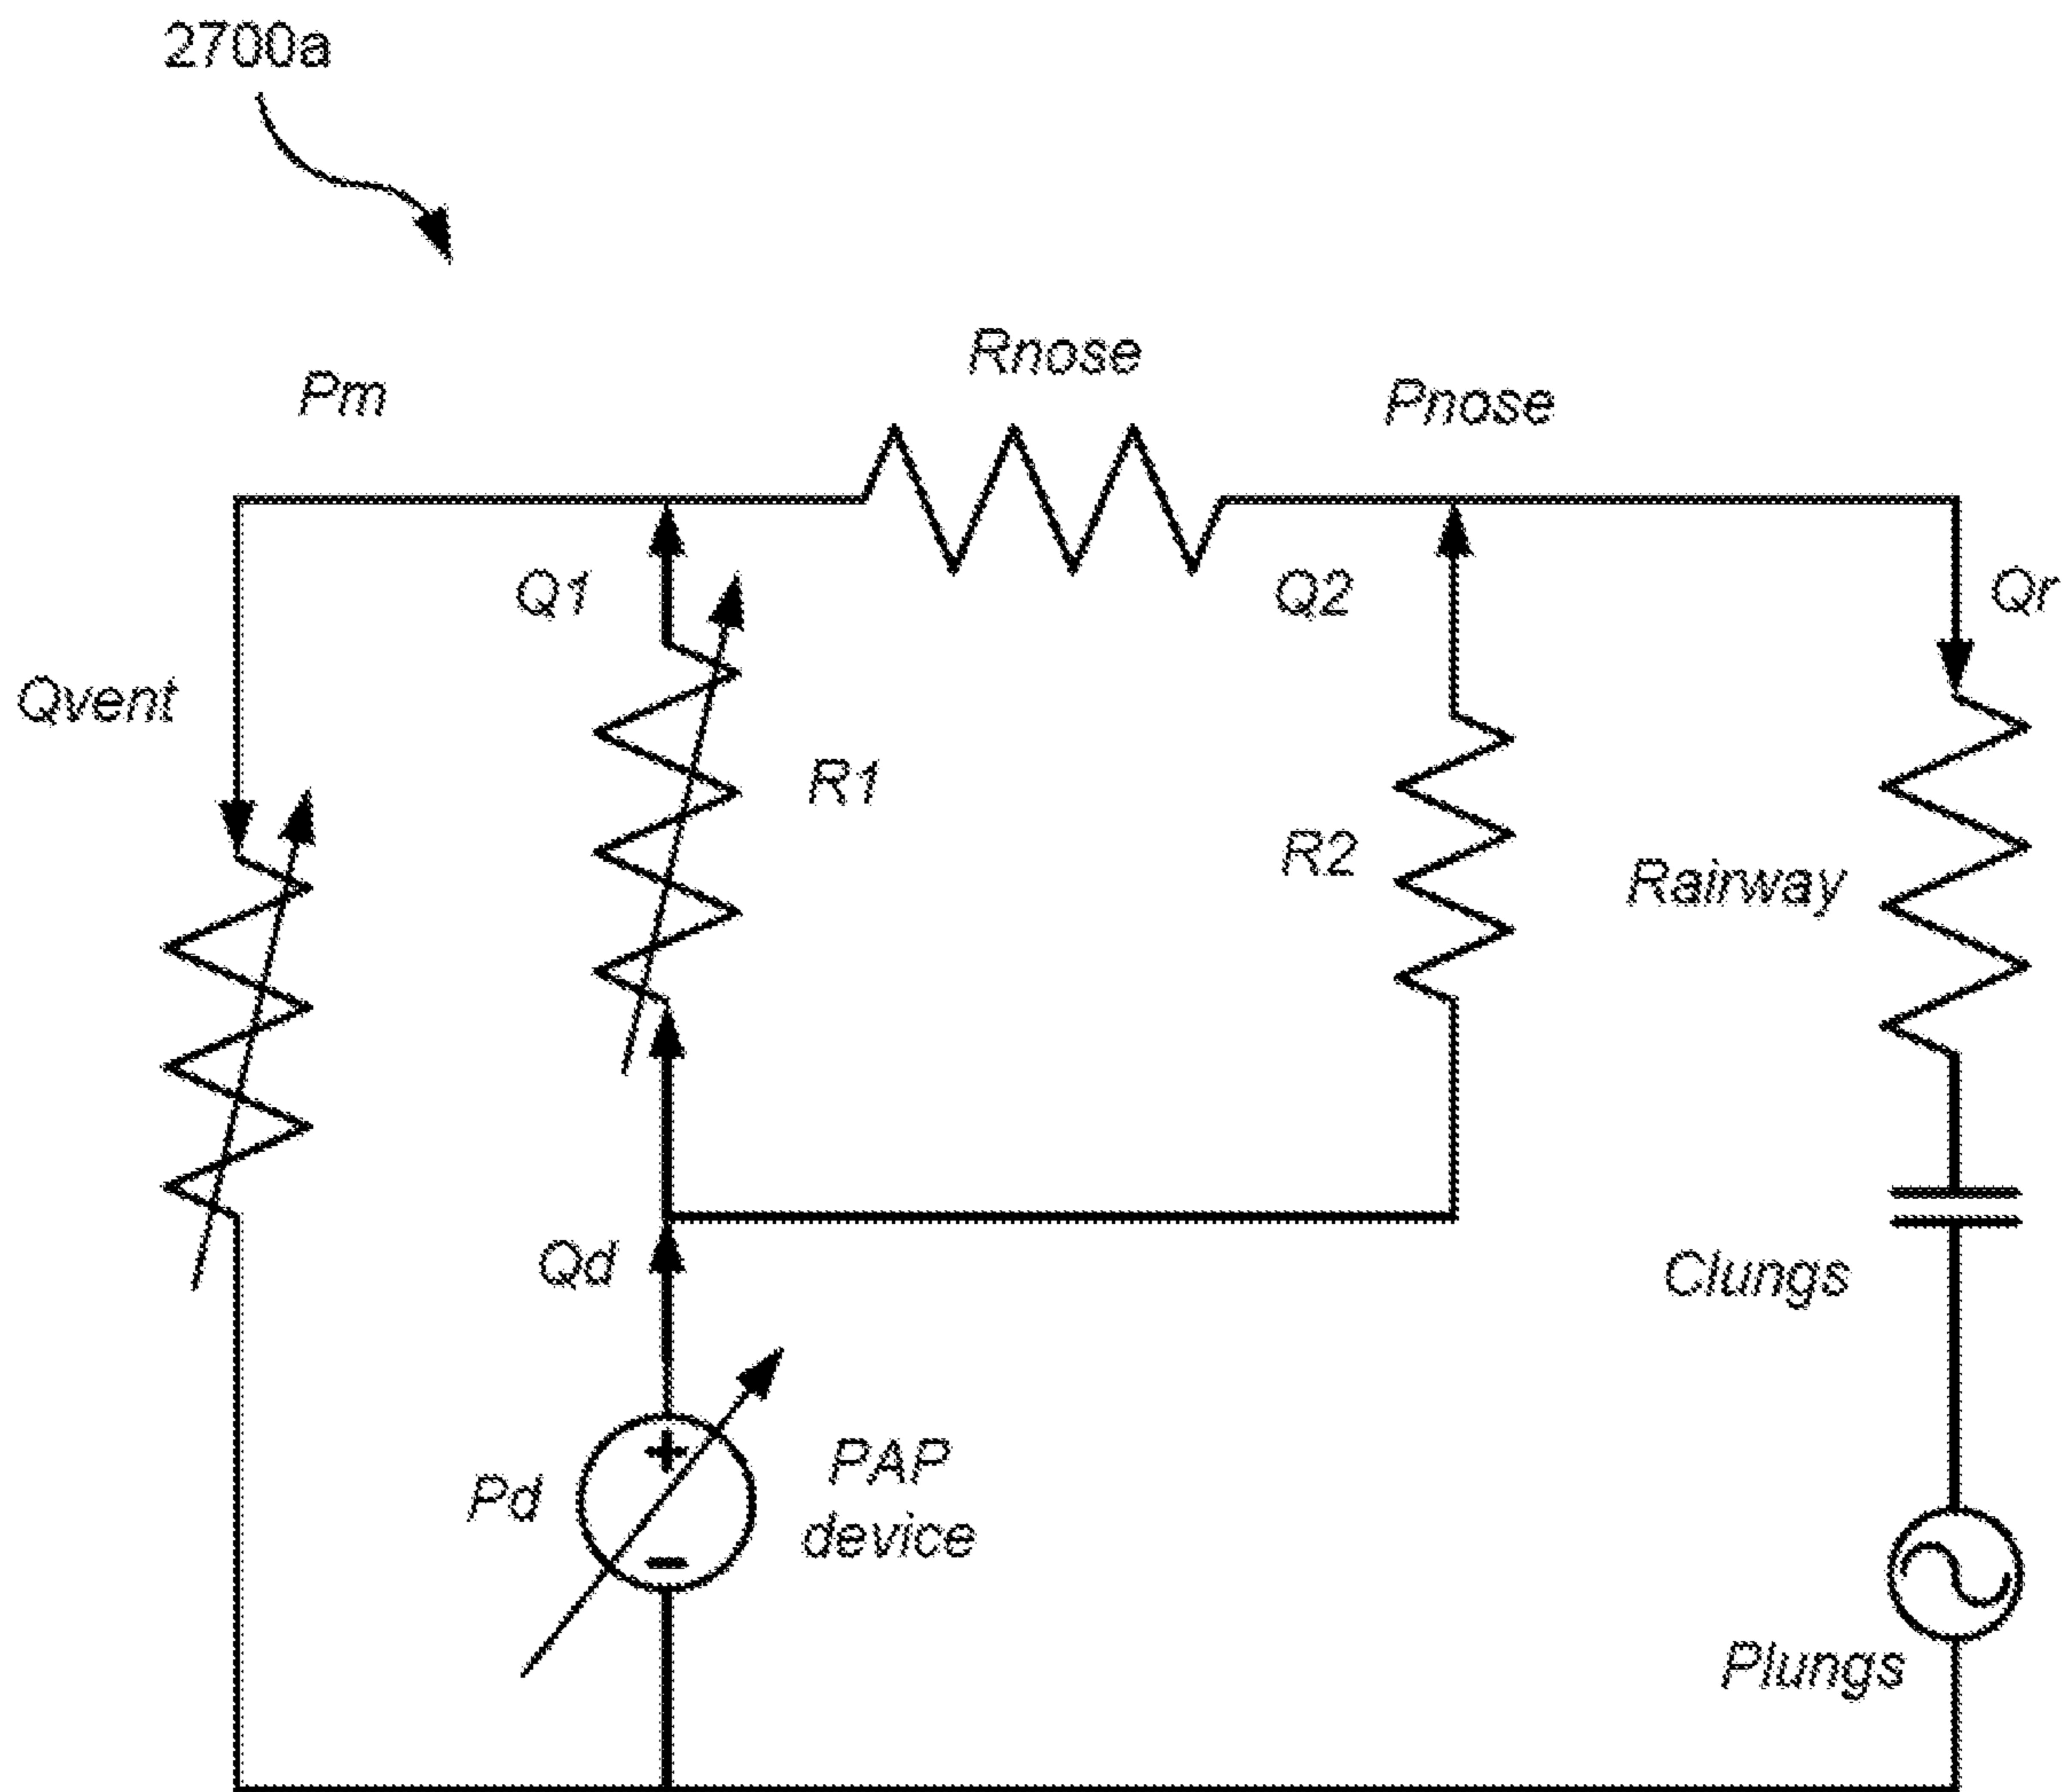 2700a
Rnose
Pm
Pnose
Q1
Q2
Qr
Qvent
R1
R2
Rairway
Qd
Clungs
+
PAP
Pd
device
-
Plungs